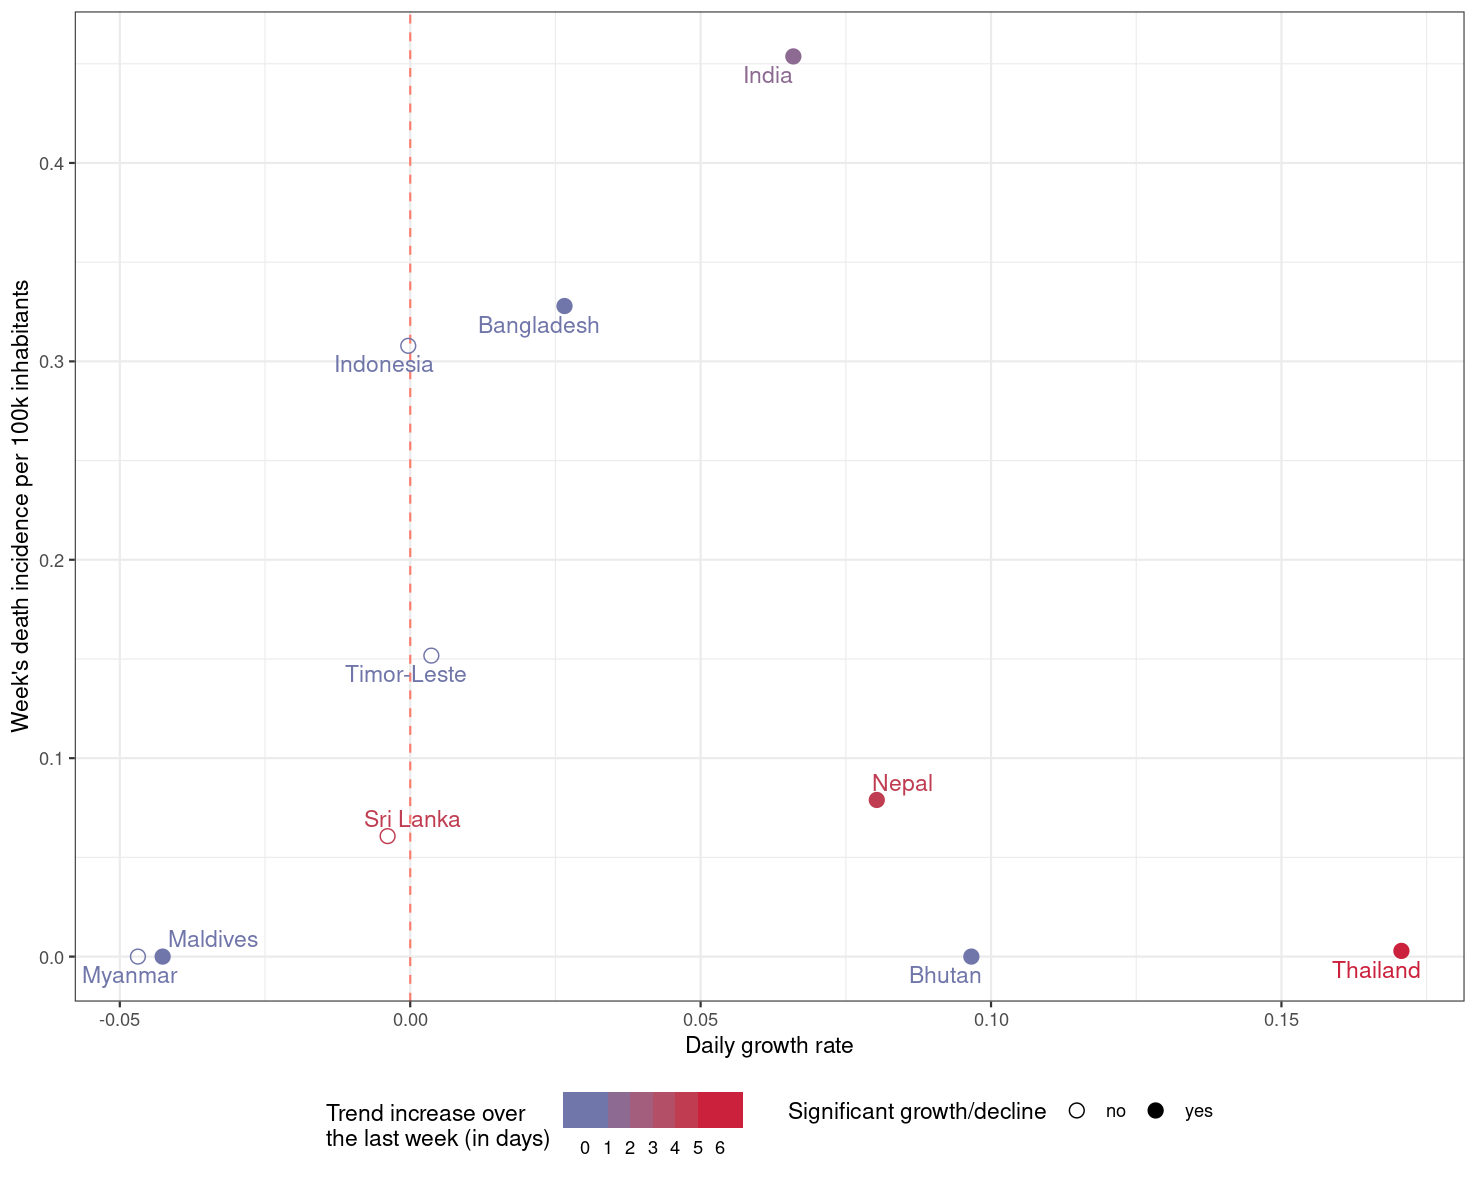 India
0.4
Bangladesh
Indonesia
0.3
Week's death incidence per 100k inhabitants
0.2
Timor-Leste
0.1
Nepal
Sri Lanka
Maldives
0.0
Myanmar
Bhutan
Thailand
-0.05 0.00 0.05 0.10 0.15
Daily growth rate
Trend increase over
the last week (in days)
0 1 2 3 4 5 6
Significant growth/decline no yes